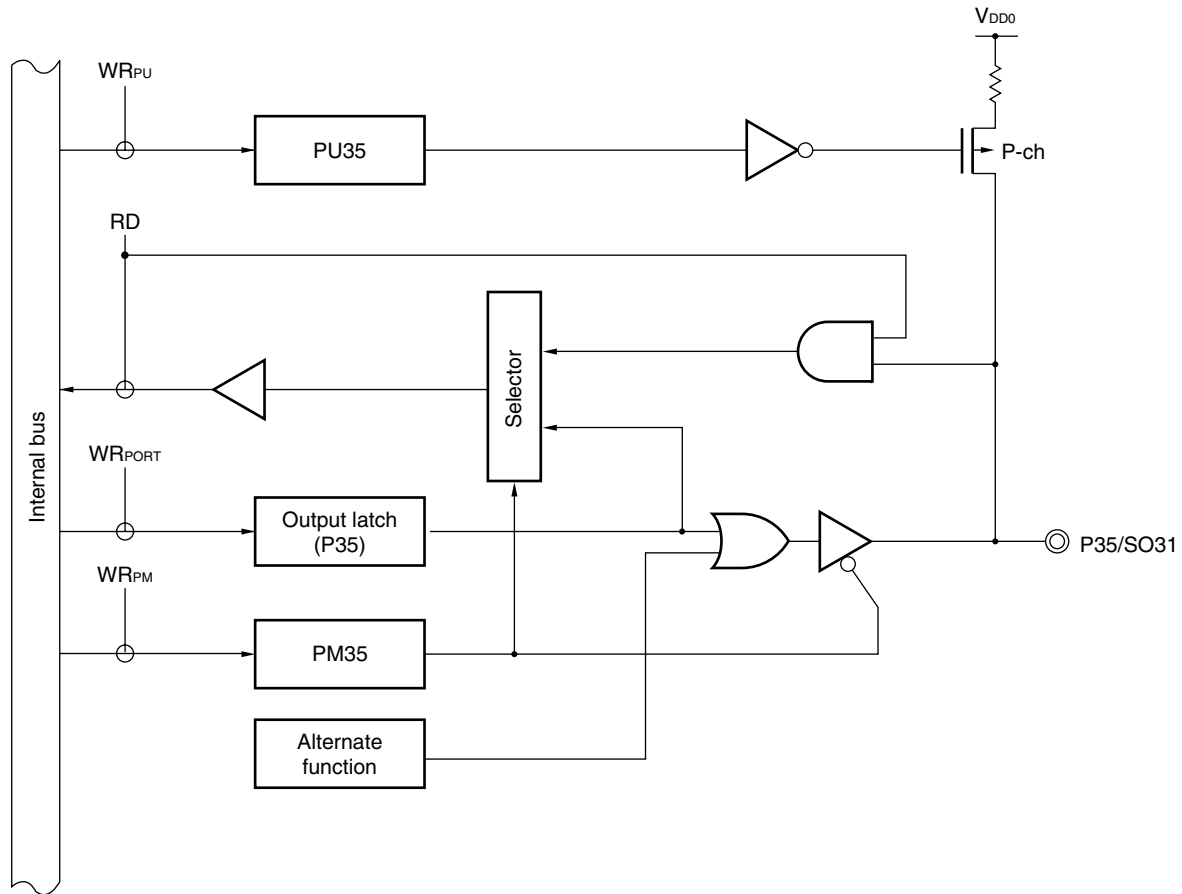 VDD0
WRPU
PU35
P-ch
RD
Selector
Internal bus
WRPORT
Output latch
(P35)
P35/SO31
WRPM
PM35
Alternate
function